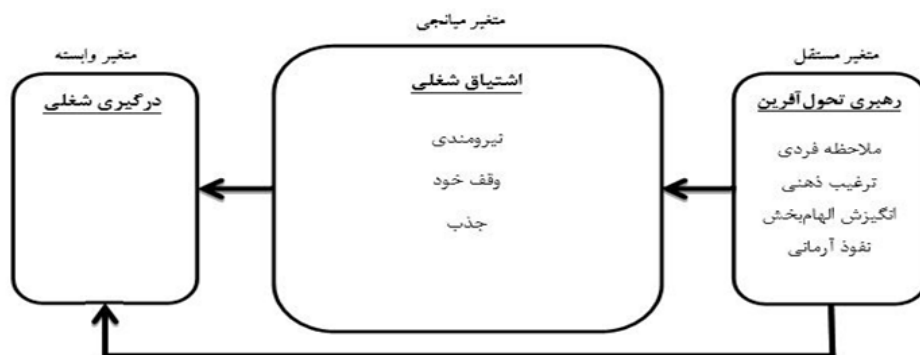 متغیر مستقل
رهبری تحول‌آفرین
ملاحظه فردی
ترغیب ذهنی
انگیزش الهام‌بخش
نفوذ آرمانی
متغیر میانجی
اشتیاق شغلی
نیرومندی
وقف خود
جذب
متغیر وابسته
درگیری شغلی